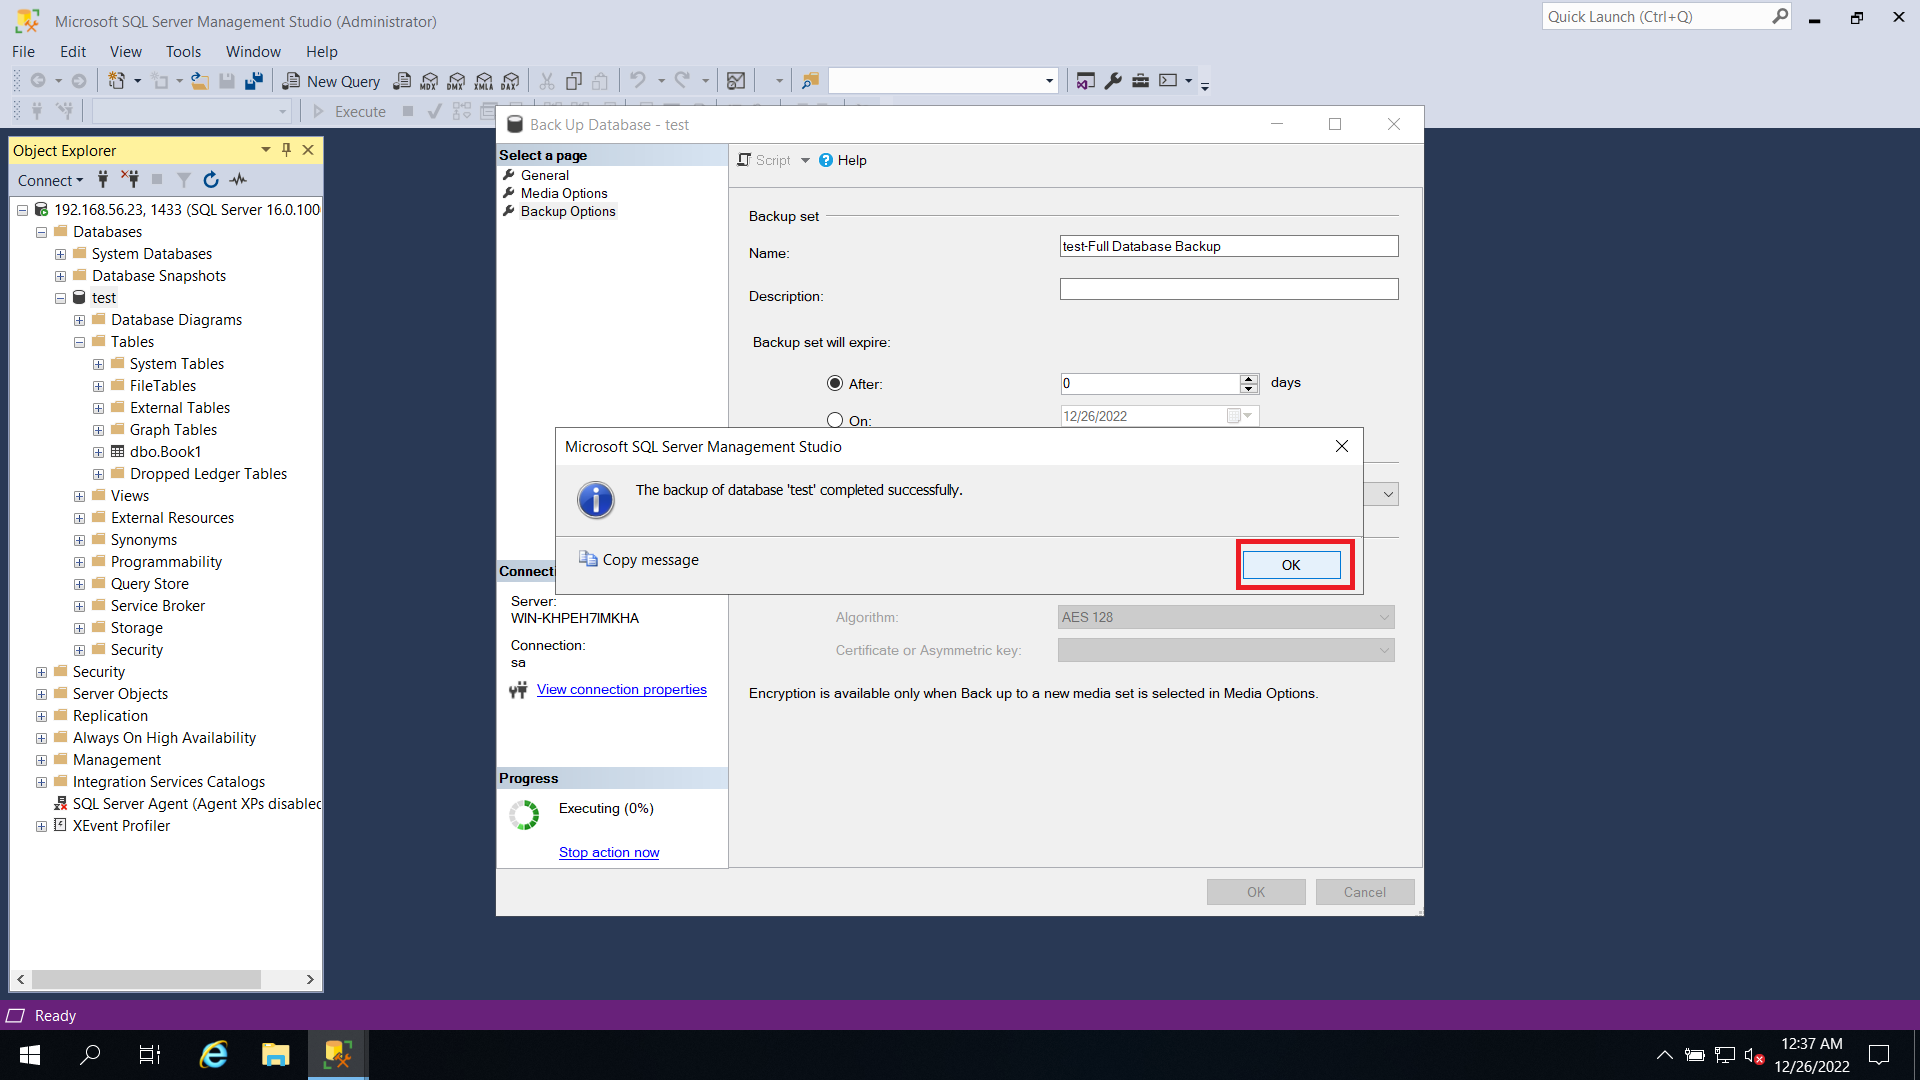 Microsoft SQL Server Management Studio (Administrator)
Quick Launch (Ctrl+Q)
File Edit View Tools Window Help
New Query
MDX DMX XMLA DAX
Execute
Object Explorer
Connect
192.168.56.23, 1433 (SQL Server 16.0.100
Databases
System Databases
Database Snapshots
test
Database Diagrams
Tables
System Tables
FileTables
External Tables
Graph Tables
dbo.Book1
Dropped Ledger Tables
Views
External Resources
Synonyms
Programmability
Query Store
Service Broker
Storage
Security
Security
Server Objects
Replication
Always On High Availability
Management
Integration Services Catalogs
SQL Server Agent (Agent XPs disabled
XEvent Profiler
Back Up Database - test
Select a page
General
Media Options
Backup Options
Script
Help
Backup set
Name:
test-Full Database Backup
Description:
Backup set will expire:
After:
0
days
On:
12/26/2022
Microsoft SQL Server Management Studio
The backup of database 'test' completed successfully.
Copy message
OK
Connecti
Server:
WIN-KHPEH7IMKHA
Connection:
sa
View connection properties
Algorithm:
AES 128
Certificate or Asymmetric key:
Encryption is available only when Back up to a new media set is selected in Media Options.
Progress
Executing (0%)
Stop action now
OK
Cancel
Ready
12:37 AM
12/26/2022